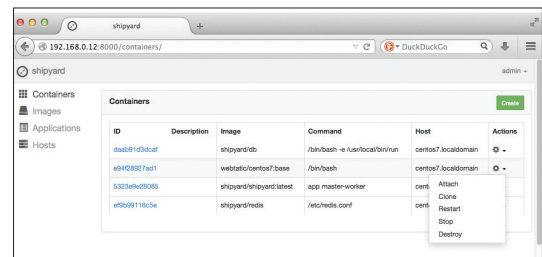 shipyard
192.168.0.12:8000/containers/
DuckDuckGo
shipyard
admin
Containers
Images
Applications
Hosts
Containers
Create
ID Description Image Command Host Actions
daab91d3dcaf shipyard/db /bin/bash -e /usr/local/bin/run centos7.localdomain
e94f28927ad1 webtatic/centos7:base /bin/bash centos7.localdomain
5323e9e28085 shipyard/shipyard:latest app master-worker cent
ef9b99118c5e shipyard/redis /etc/redis.conf cent
Attach
Clone
Restart
Stop
Destroy